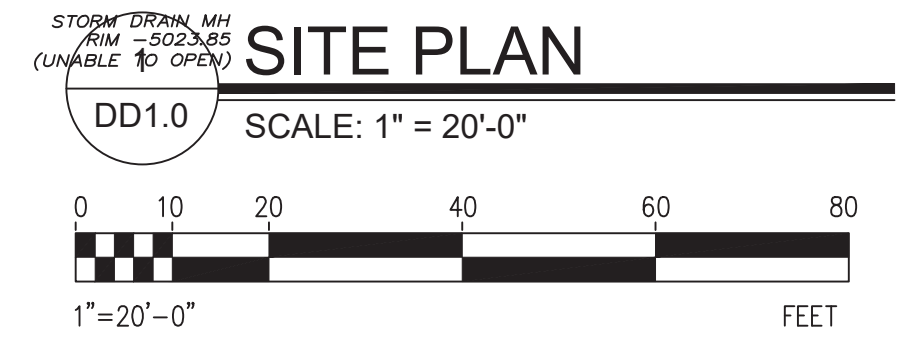 STORM DRAIN MH
RIM -5023.85
(UNABLE TO OPEN)
1
SITE PLAN
DD1.0
SCALE: 1" = 20'-0"
0 10 20 40 60 80
1"=20'-0" FEET